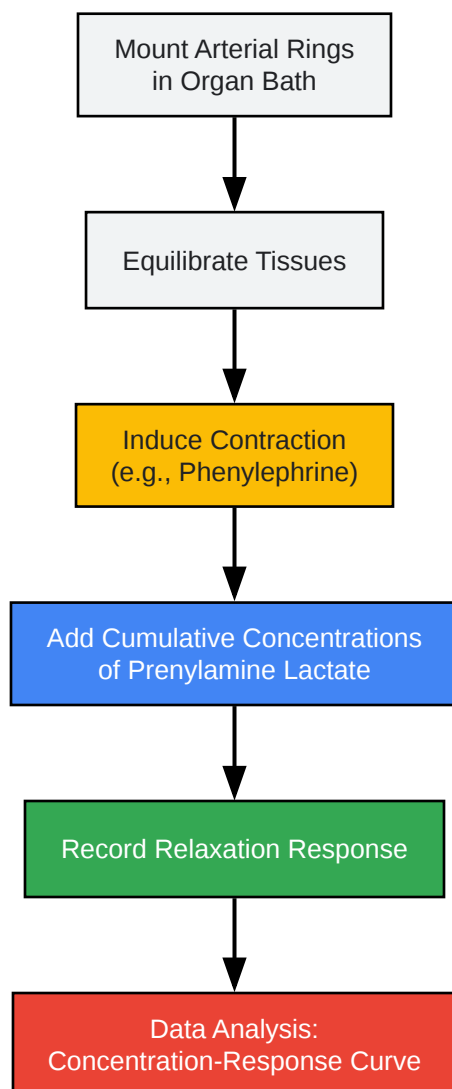 Mount Arterial Rings
in Organ Bath
Equilibrate Tissues
Induce Contraction
(e.g., Phenylephrine)
Add Cumulative Concentrations
of Prenylamine Lactate
Record Relaxation Response
Data Analysis:
Concentration-Response Curve